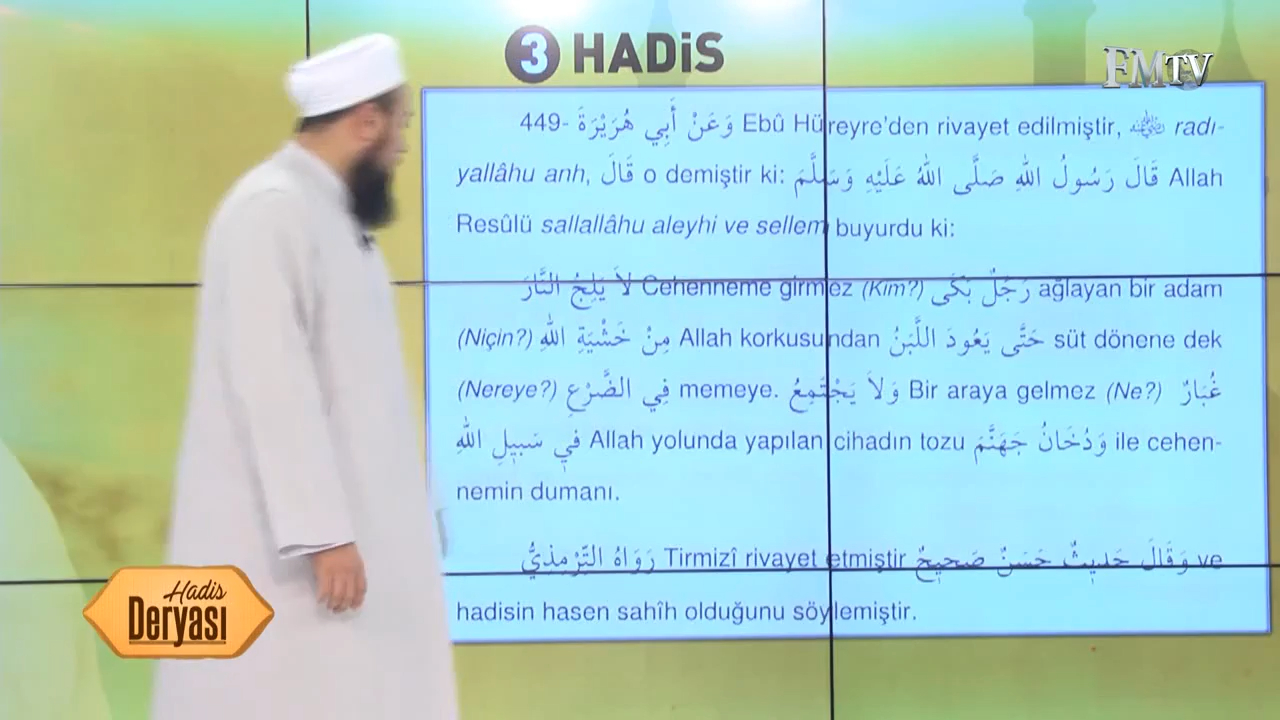 3 HADİS
FMTV
449- وَعَنْ أَبِي هُرَيْرَةَ Ebû Hüreyre'den rivayet edilmiştir, radı-
yallâhu anh, قَالَ o demiştir ki: قَالَ رَسُولُ اللهِ صَلَّى اللهُ عَلَيْهِ وَسَلَّمَ Allah
Resûlü sallallâhu aleyhi ve sellem buyurdu ki:
لاَ يَلِجُ النَّارَ Cehenneme girmez (Kim?) رَجُلٌ بَكَى ağlayan bir adam
(Niçin?) مِنْ خَشْيَةِ اللهِ Allah korkusundan حَتَّى يَعُودَ اللَّبَنُ süt dönene dek
(Nereye?) فِي الضَّرْعِ memeye. وَلاَ يَجْتَمِعُ Bir araya gelmez (Ne?) غُبَارٌ
فِي سَبِيلِ اللهِ Allah yolunda yapılan cihadın tozu وَدُخَانُ جَهَنَّمَ ile cehen-
nemin dumanı.
رَوَاهُ التِّرْمِذِيُّ Tirmizî rivayet etmiştir وَقَالَ حَدِيثٌ حَسَنٌ صَحِيحٌ ve
hadisin hasen sahîh olduğunu söylemiştir.
Hadis
Deryası